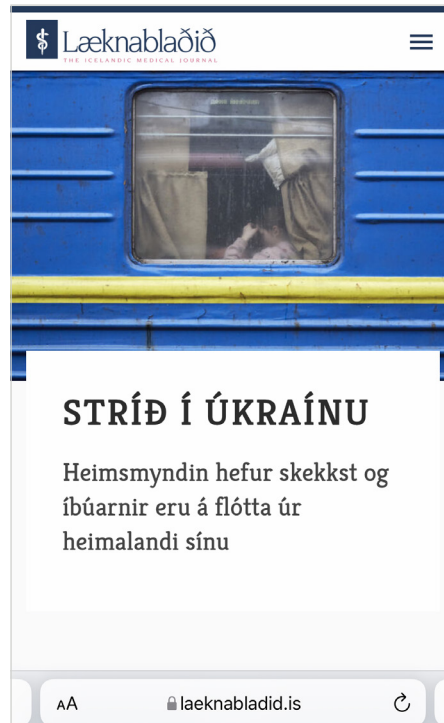 Læknablaðið
THE ICELANDIC MEDICAL JOURNAL
STRÍÐ Í ÚKRAÍNU
Heimsmyndin hefur skekkst og
íbúarnir eru á flótta úr
heimalandi sínu
AA
laeknabladid.is